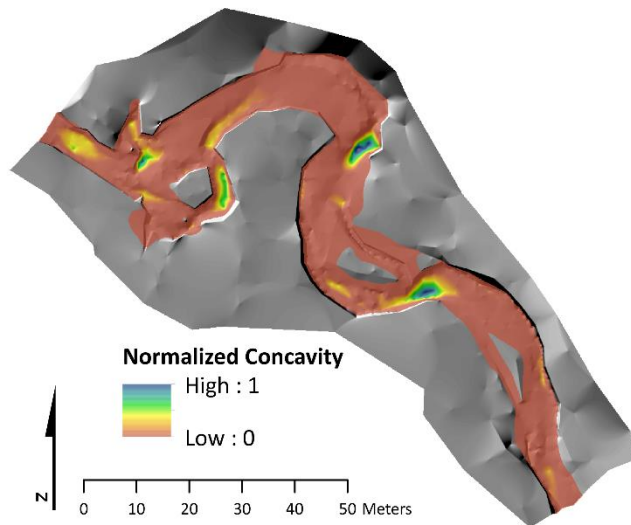 Normalized Concavity
High : 1
Low : 0
N
0 10 20 30 40 50 Meters